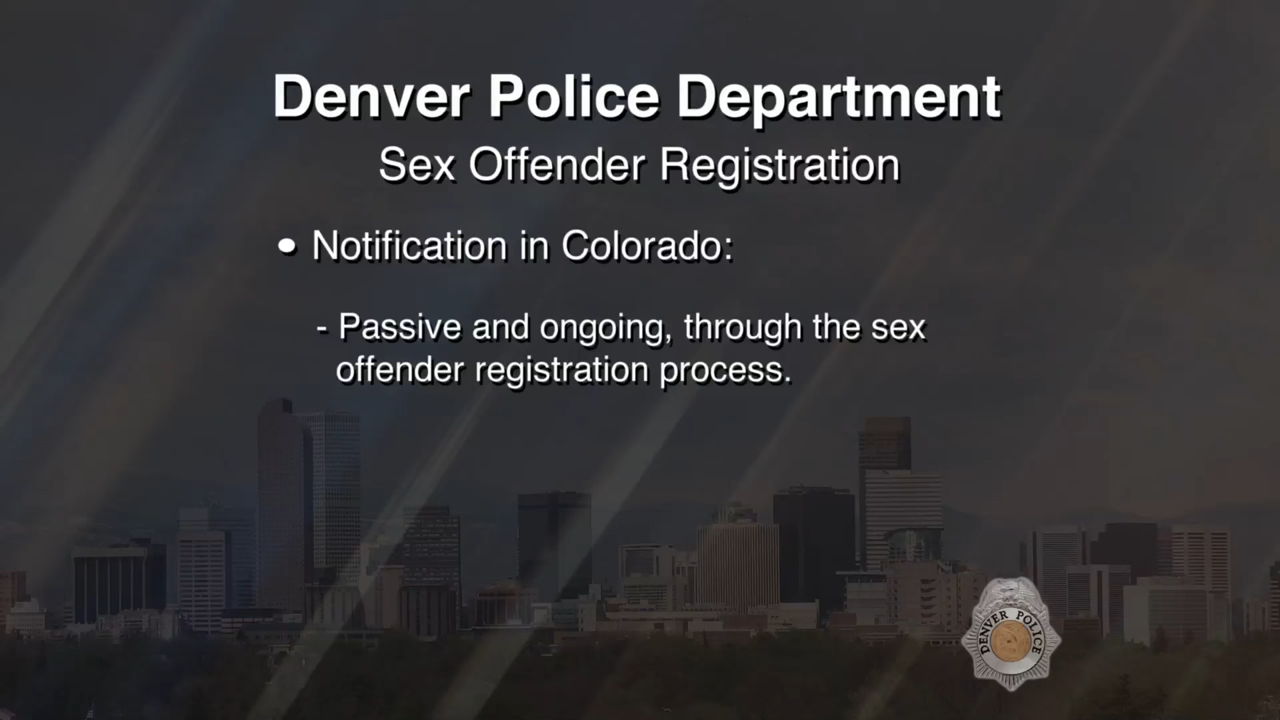 Denver Police Department
Sex Offender Registration
• Notification in Colorado:
- Passive and ongoing, through the sex
offender registration process.
DENVER POLICE